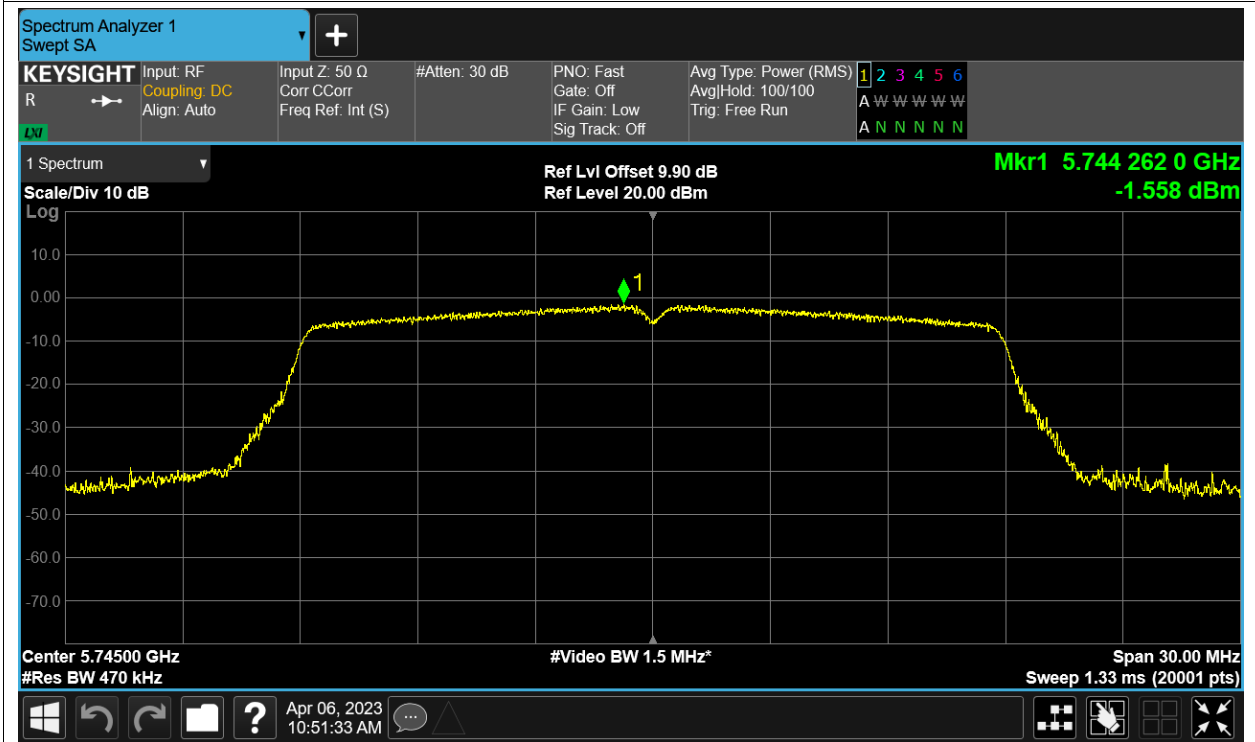 Spectrum Analyzer 1
Swept SA
+
KEYSIGHT
R
LXI
Input: RF
Coupling: DC
Align: Auto
Input Z: 50 Ω
Corr CCorr
Freq Ref: Int (S)
#Atten: 30 dB
PNO: Fast
Gate: Off
IF Gain: Low
Sig Track: Off
Avg Type: Power (RMS)
Avg|Hold: 100/100
Trig: Free Run
1 2 3 4 5 6
A W W W W W
A N N N N N
1 Spectrum
Scale/Div 10 dB
Log
Ref Lvl Offset 9.90 dB
Ref Level 20.00 dBm
Mkr1 5.744 262 0 GHz
-1.558 dBm
10.0
0.00
-10.0
-20.0
-30.0
-40.0
-50.0
-60.0
-70.0
1
Center 5.74500 GHz
#Res BW 470 kHz
#Video BW 1.5 MHz*
Span 30.00 MHz
Sweep 1.33 ms (20001 pts)
?
Apr 06, 2023
10:51:33 AM